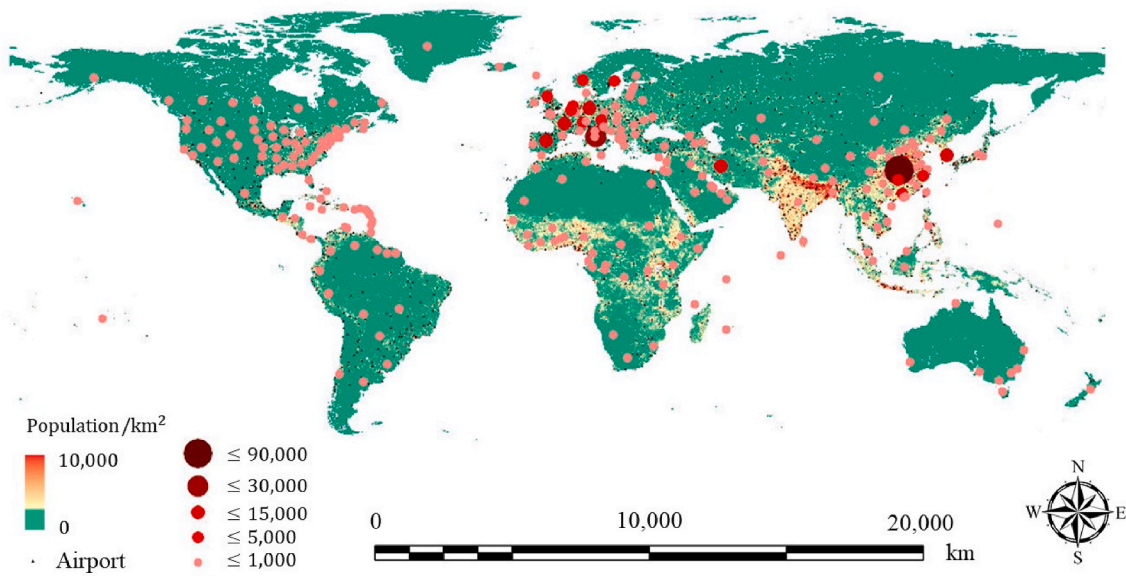 Population/km²
10,000
0
Airport
≤ 90,000
≤ 30,000
≤ 15,000
≤ 5,000
≤ 1,000
0 10,000 20,000
km
N
W E
S